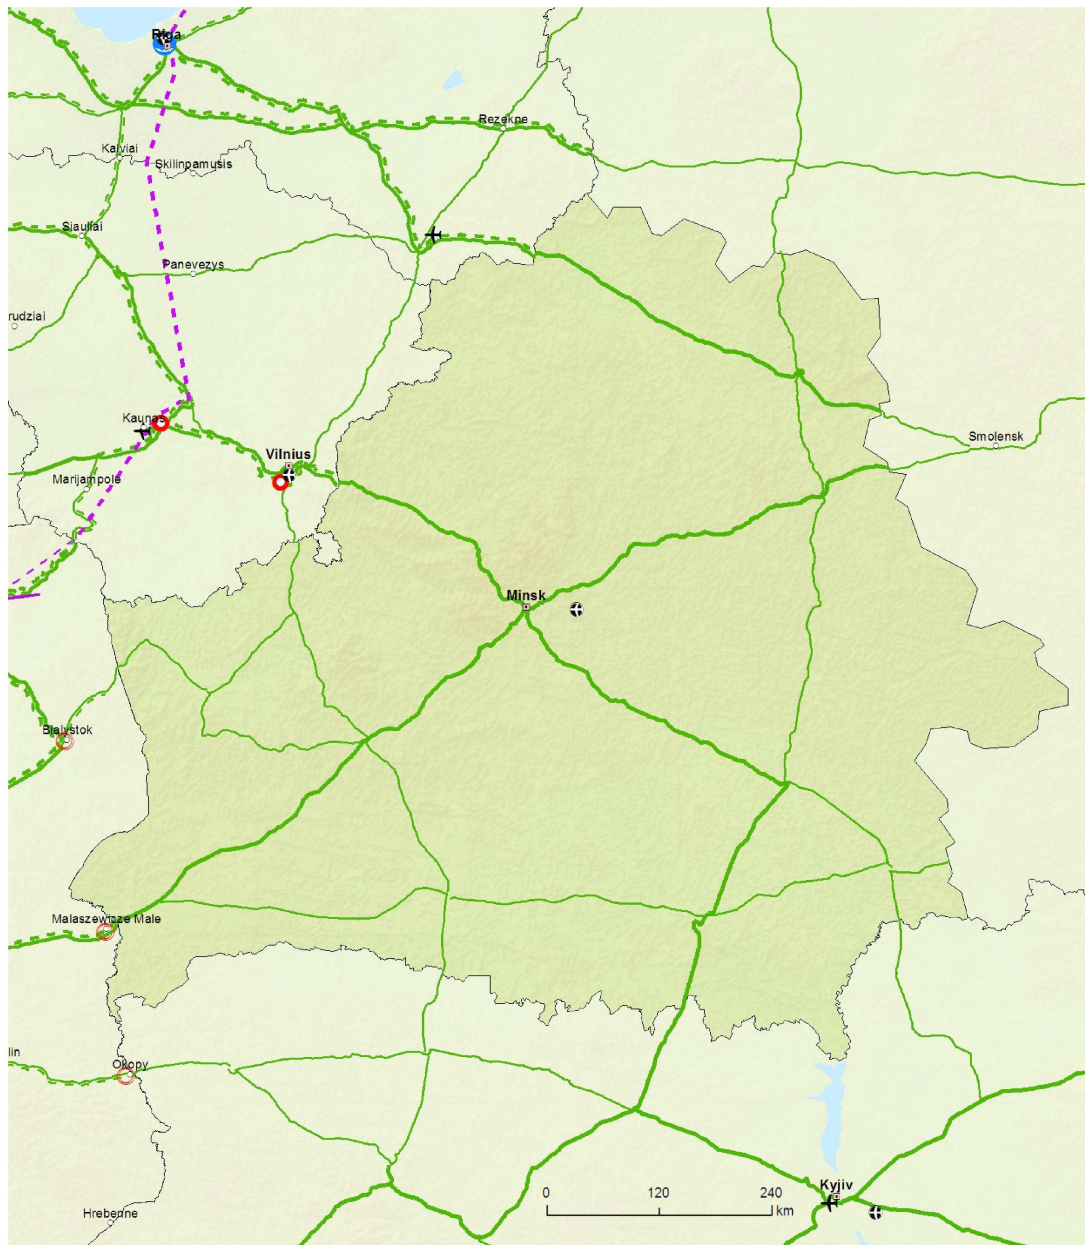 Riga
Rezekne
Kalviai
Skilinpamusis
Siauliai
Panevezys
rudziai
Kaunas
Smolensk
Vilnius
Marijampole
Minsk
Bialystok
Malaszewicze Male
lin
Okopy
Kyjiv
0 120 240
km
Hrebenne